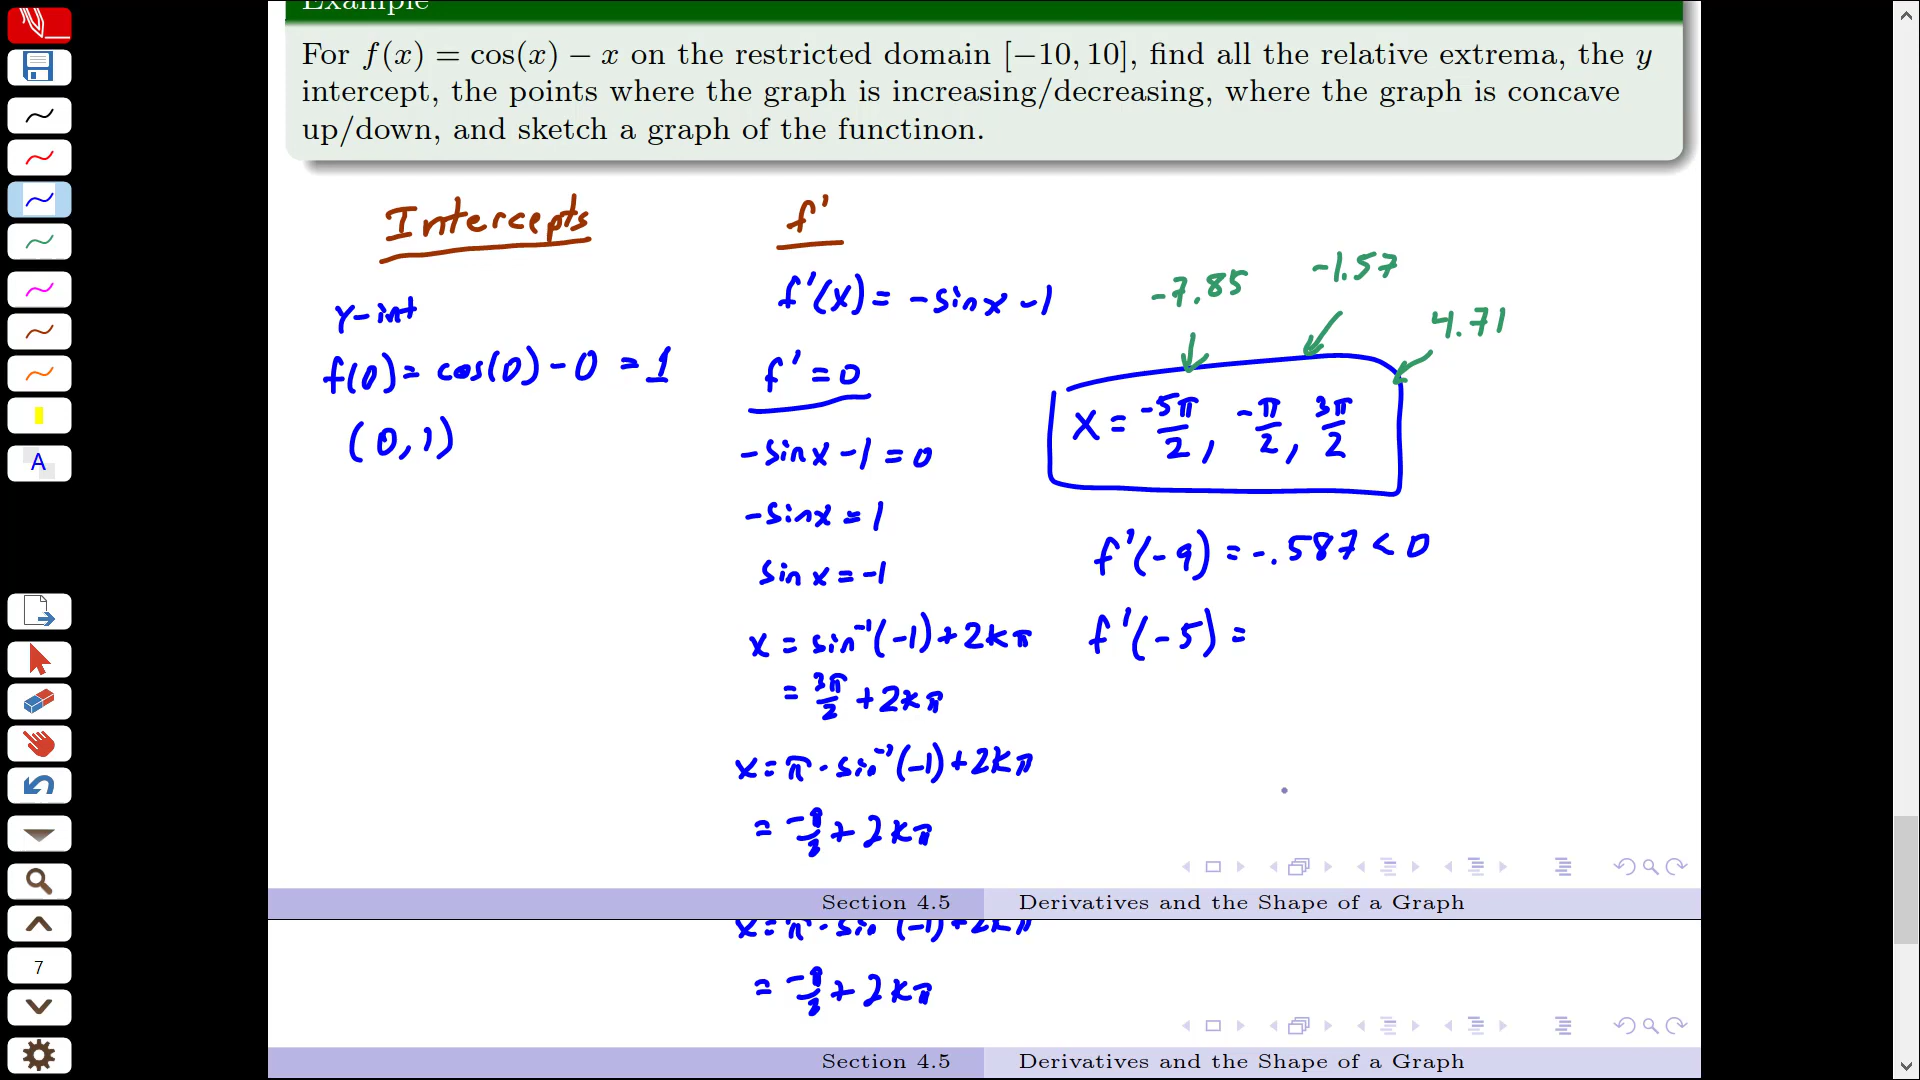 Example
For f(x) = cos(x) − x on the restricted domain [−10, 10], find all the relative extrema, the y
intercept, the points where the graph is increasing/decreasing, where the graph is concave
up/down, and sketch a graph of the functinon.
Intercepts
y-int
f(0) = cos(0) - 0 = 1
(0, 1)
f'
f'(x) = -sin x - 1
f' = 0
-sin x - 1 = 0
-sin x = 1
sin x = -1
x = sin⁻¹(-1) + 2kπ
= 3π/2 + 2kπ
x = π - sin⁻¹(-1) + 2kπ
= -π/2 + 2kπ
-7.85
-1.57
4.71
x = -5π/2, -π/2, 3π/2
f'(-9) = -.587 < 0
f'(-5) =
Section 4.5
Derivatives and the Shape of a Graph
x = π - sin⁻¹(-1) + 2kπ
= -π/2 + 2kπ
Section 4.5
Derivatives and the Shape of a Graph
A
7